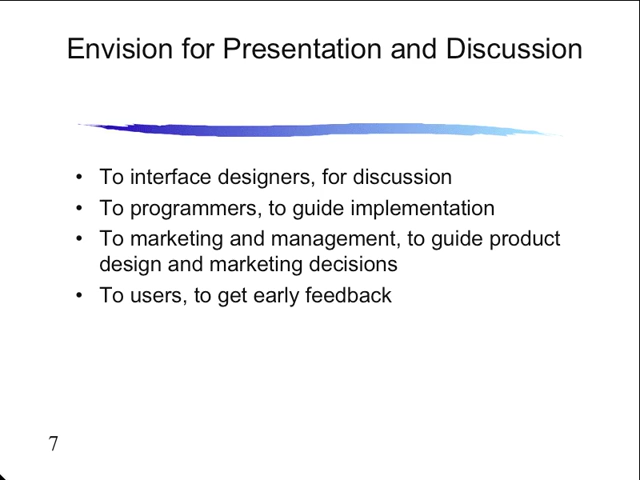 Envision for Presentation and Discussion
• To interface designers, for discussion
• To programmers, to guide implementation
• To marketing and management, to guide product
design and marketing decisions
• To users, to get early feedback
7